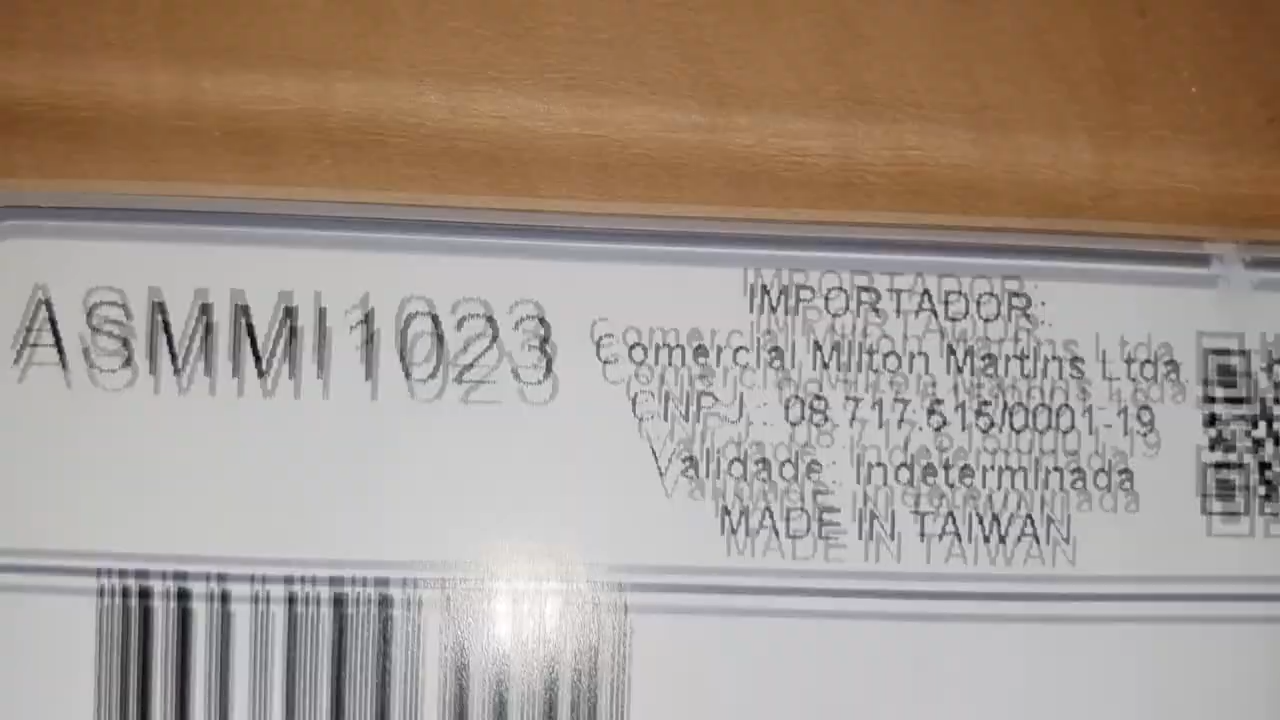 ASMMI1023
IMPORTADOR:
Comercial Milton Martins Ltda
CNPJ: 08.717.515/0001-19
Validade: Indeterminada
MADE IN TAIWAN